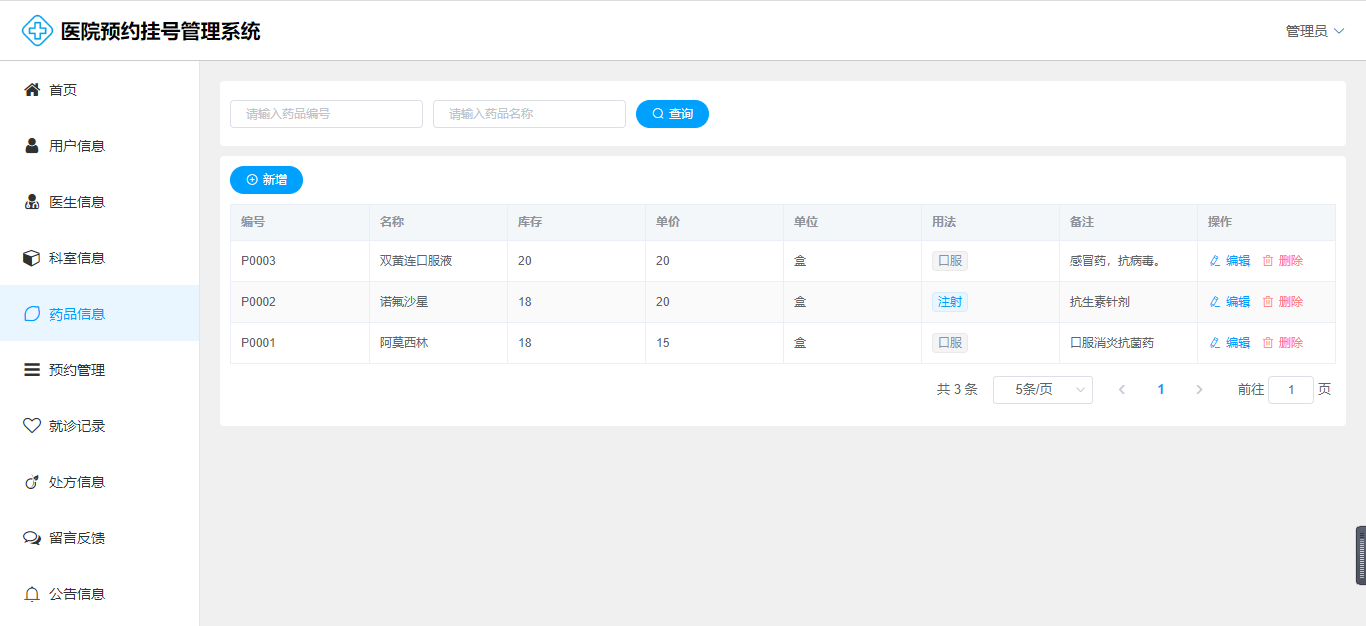 医院预约挂号管理系统
管理员
首页
用户信息
医生信息
科室信息
药品信息
预约管理
就诊记录
处方信息
留言反馈
公告信息
请输入药品编号 请输入药品名称 查询
新增
编号 名称 库存 单价 单位 用法 备注 操作
P0003 双黄连口服液 20 20 盒 口服 感冒药，抗病毒。 编辑 删除
P0002 诺氟沙星 18 20 盒 注射 抗生素针剂 编辑 删除
P0001 阿莫西林 18 15 盒 口服 口服消炎抗菌药 编辑 删除
共 3 条 5条/页 1 前往 1 页